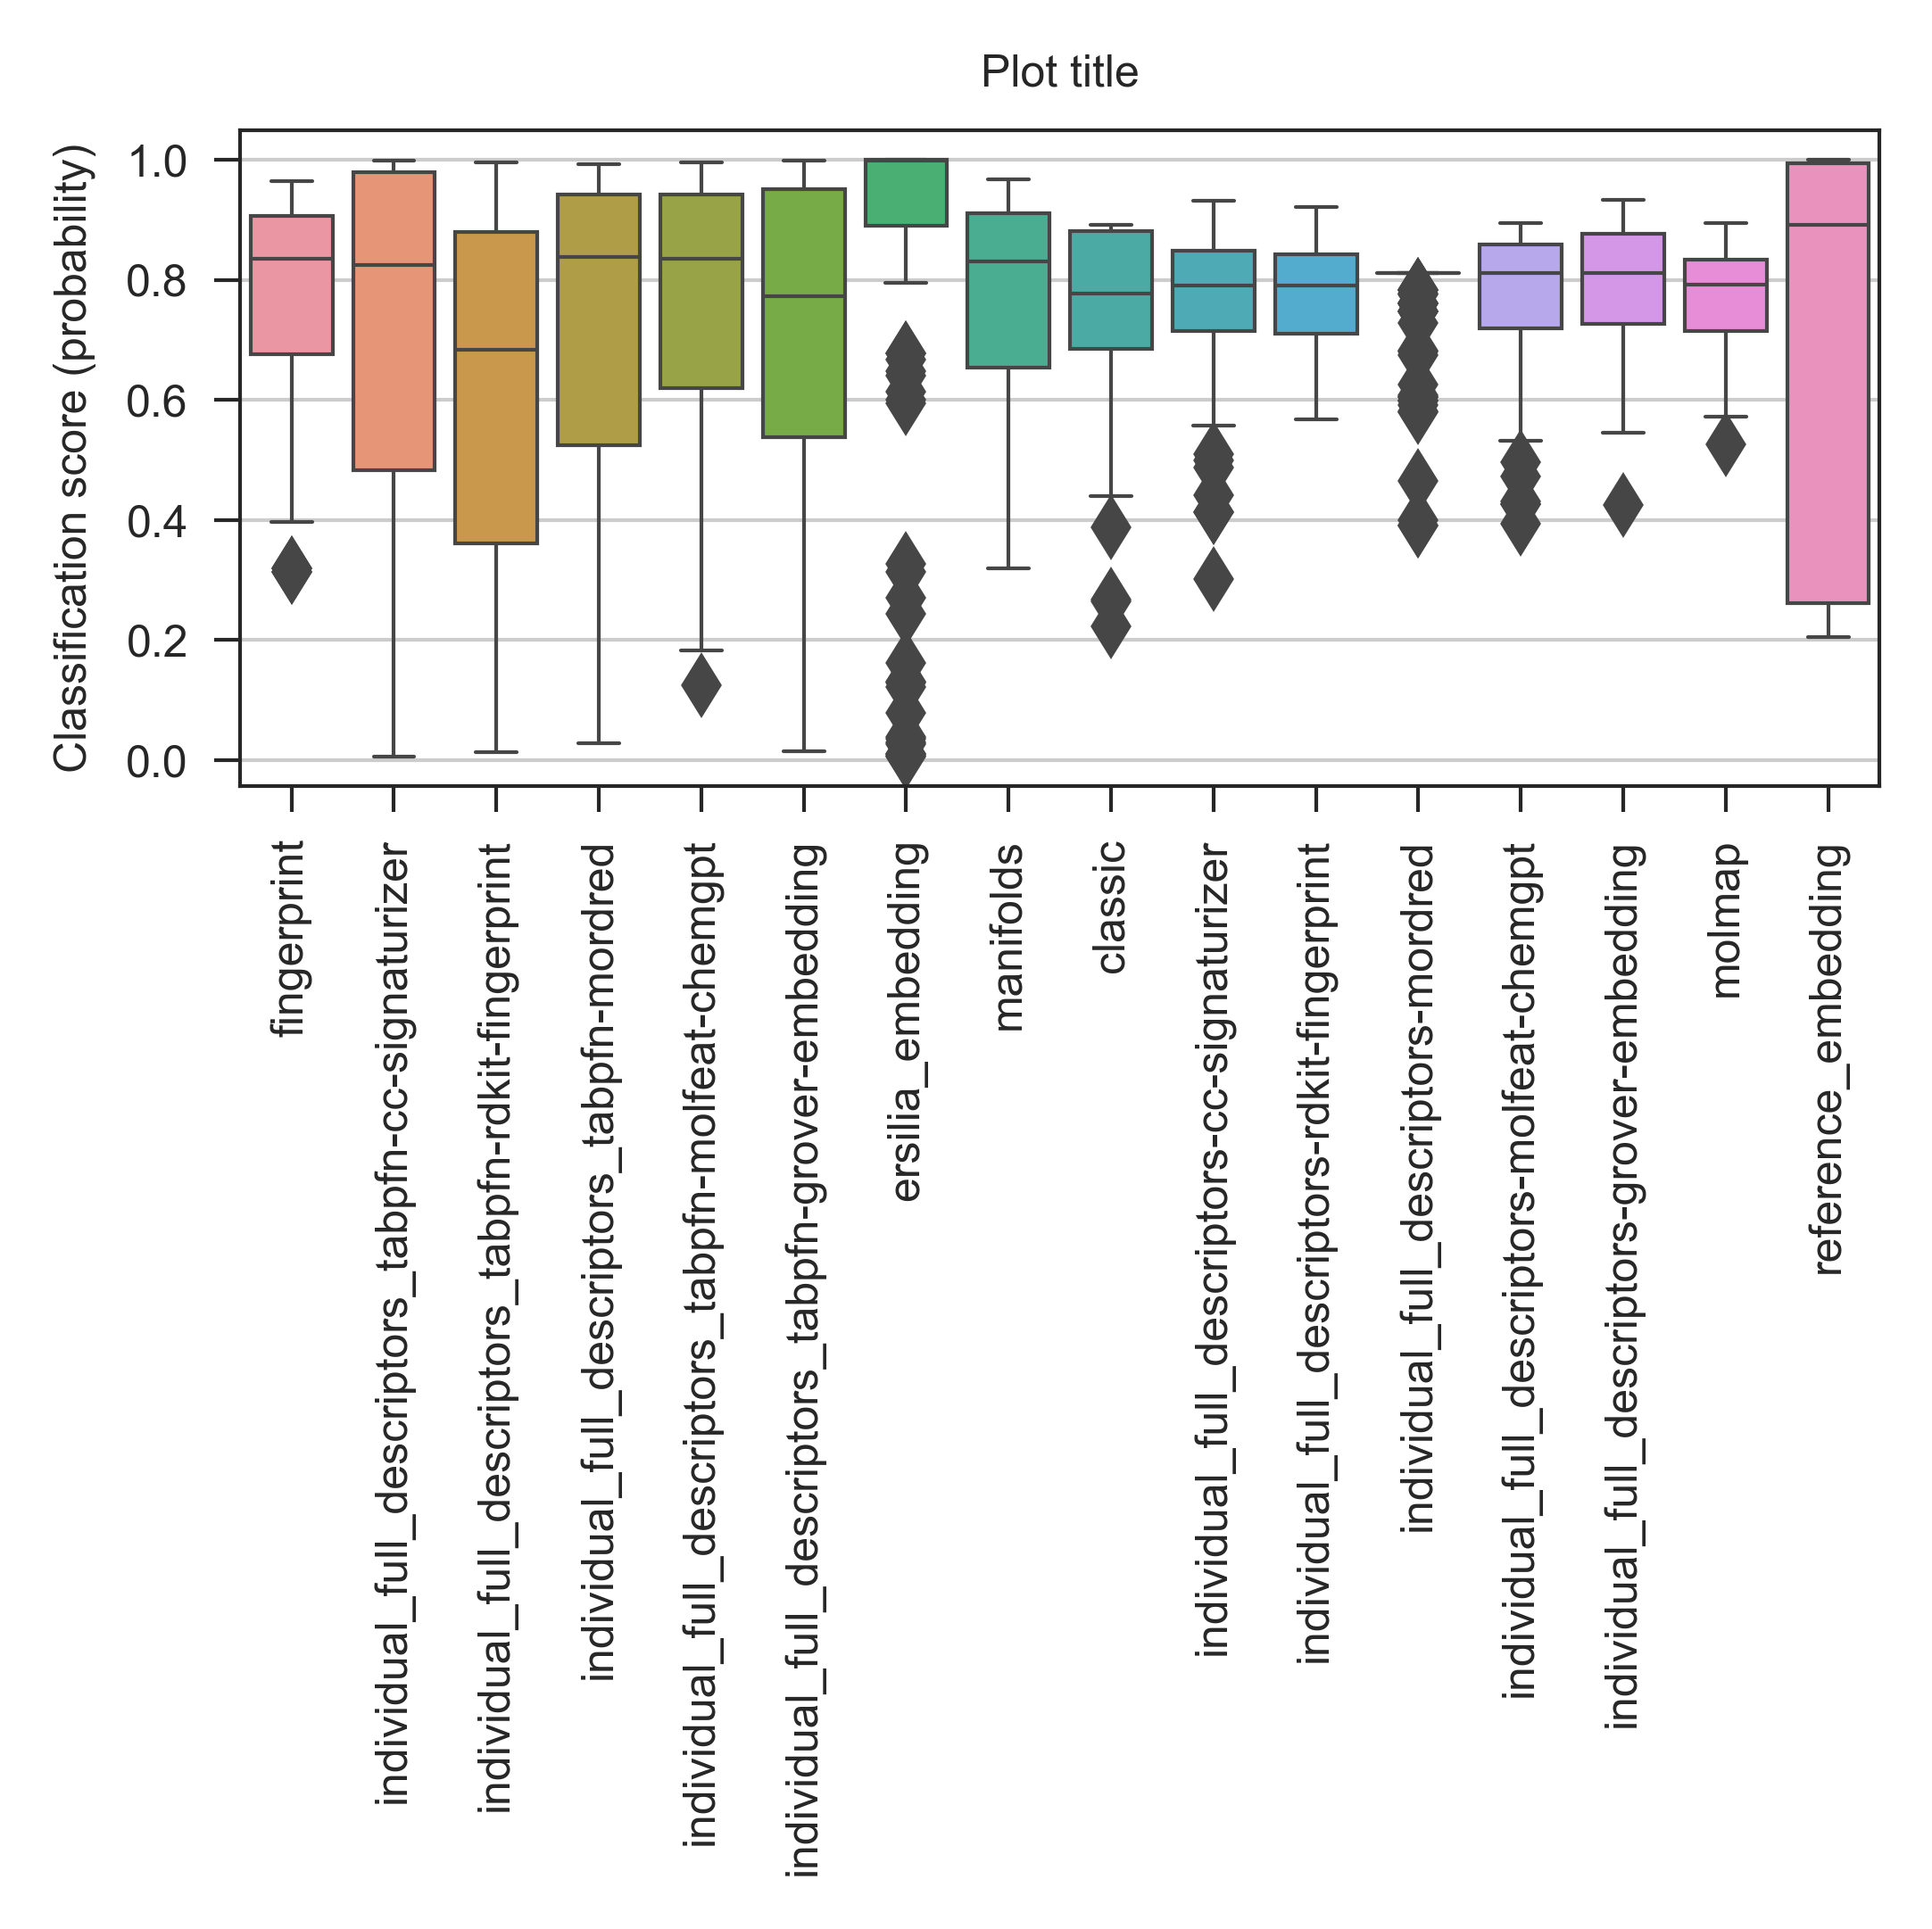 Plot title
Classification score (probability)
1.0
0.8
0.6
0.4
0.2
0.0
fingerprint
individual_full_descriptors_tabpfn-cc-signaturizer
individual_full_descriptors_tabpfn-rdkit-fingerprint
individual_full_descriptors_tabpfn-mordred
individual_full_descriptors_tabpfn-molfeat-chemgpt
individual_full_descriptors_tabpfn-grover-embedding
ersilia_embedding
manifolds
classic
individual_full_descriptors-cc-signaturizer
individual_full_descriptors-rdkit-fingerprint
individual_full_descriptors-mordred
individual_full_descriptors-molfeat-chemgpt
individual_full_descriptors-grover-embedding
molmap
reference_embedding